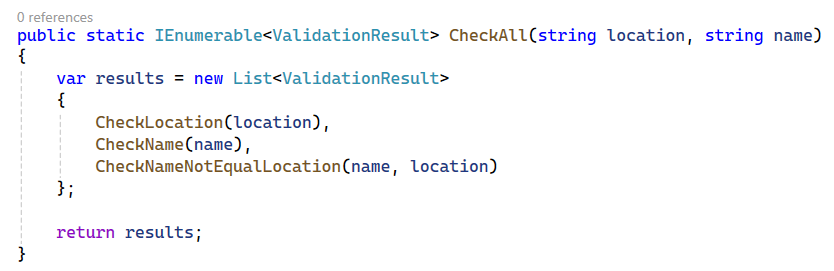 0 references
public static IEnumerable<ValidationResult> CheckAll(string location, string name)
{
    var results = new List<ValidationResult>
    {
        CheckLocation(location),
        CheckName(name),
        CheckNameNotEqualLocation(name, location)
    };

    return results;
}